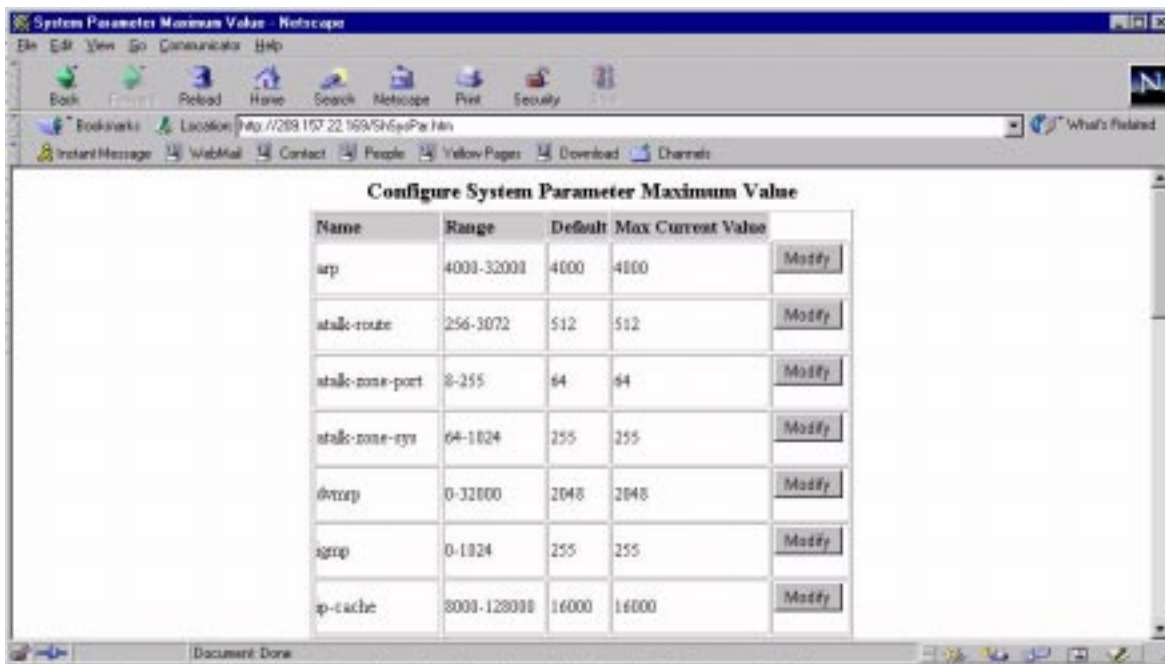 System Parameter Maximum Value - Netscape
File Edit View Go Communicator Help
Back Forward Reload Home Search Netscape Print Security Stop
Bookmarks Location: http://209.157.22.169/ShSysPar.htm What's Related
Instant Message WebMail Contact People Yellow Pages Download Channels
Configure System Parameter Maximum Value
Name Range Default Max Current Value
arp 4000-32000 4000 4000 Modify
atalk-route 256-3072 512 512 Modify
atalk-zone-port 8-255 64 64 Modify
atalk-zone-sys 64-1024 255 255 Modify
dvmrp 0-32000 2048 2048 Modify
igmp 0-1024 255 255 Modify
ip-cache 8000-128000 16000 16000 Modify
Document: Done